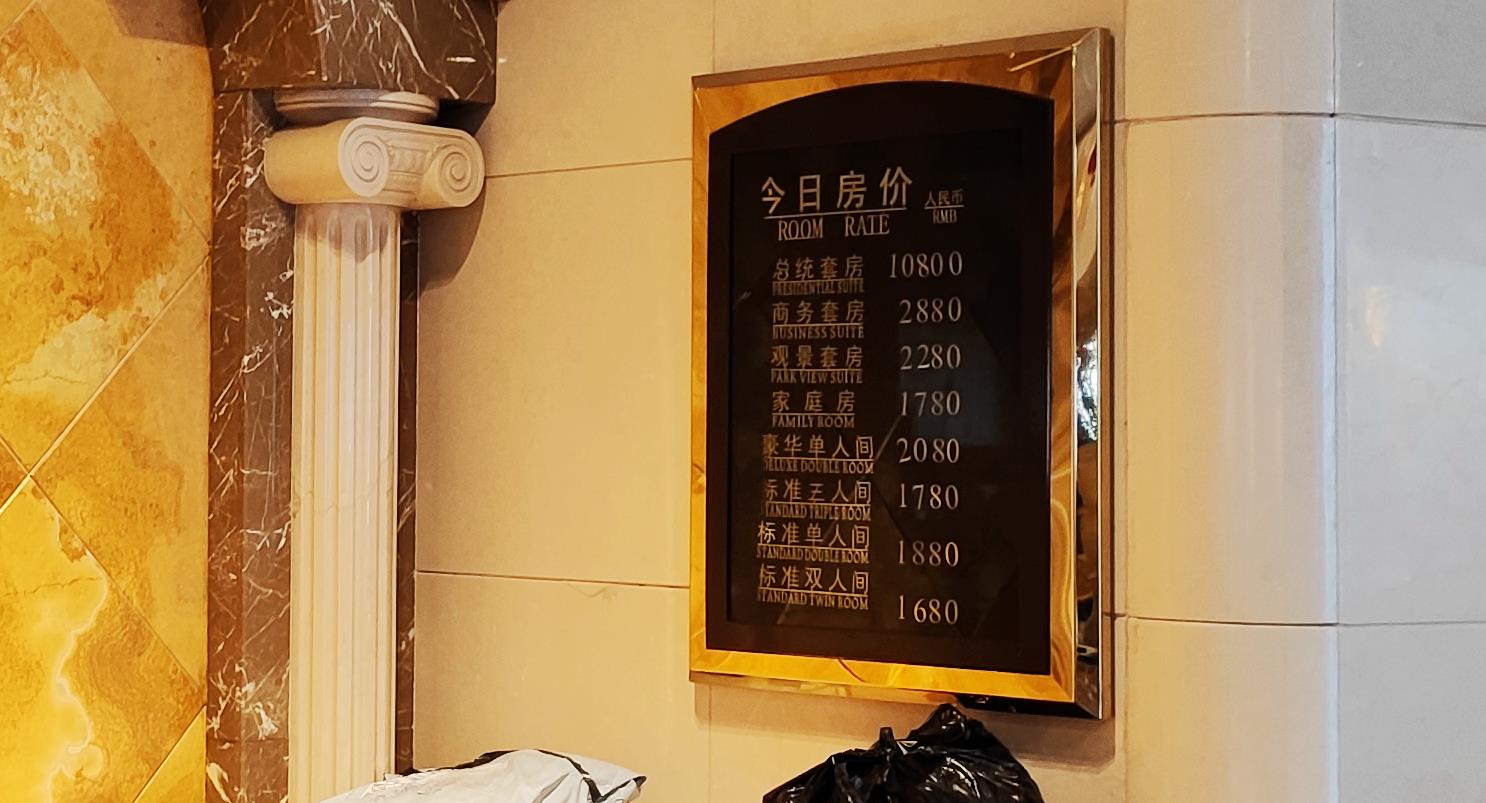 今日房价 人民币
ROOM RATE RMB
总统套房 10800
PRESIDENTIAL SUITE
商务套房 2880
BUSINESS SUITE
观景套房 2280
PARK VIEW SUITE
家庭房 1780
FAMILY ROOM
豪华单人间 2080
DELUXE DOUBLE ROOM
标准三人间 1780
STANDARD TRIPLE ROOM
标准单人间 1880
STANDARD DOUBLE ROOM
标准双人间 1680
STANDARD TWIN ROOM